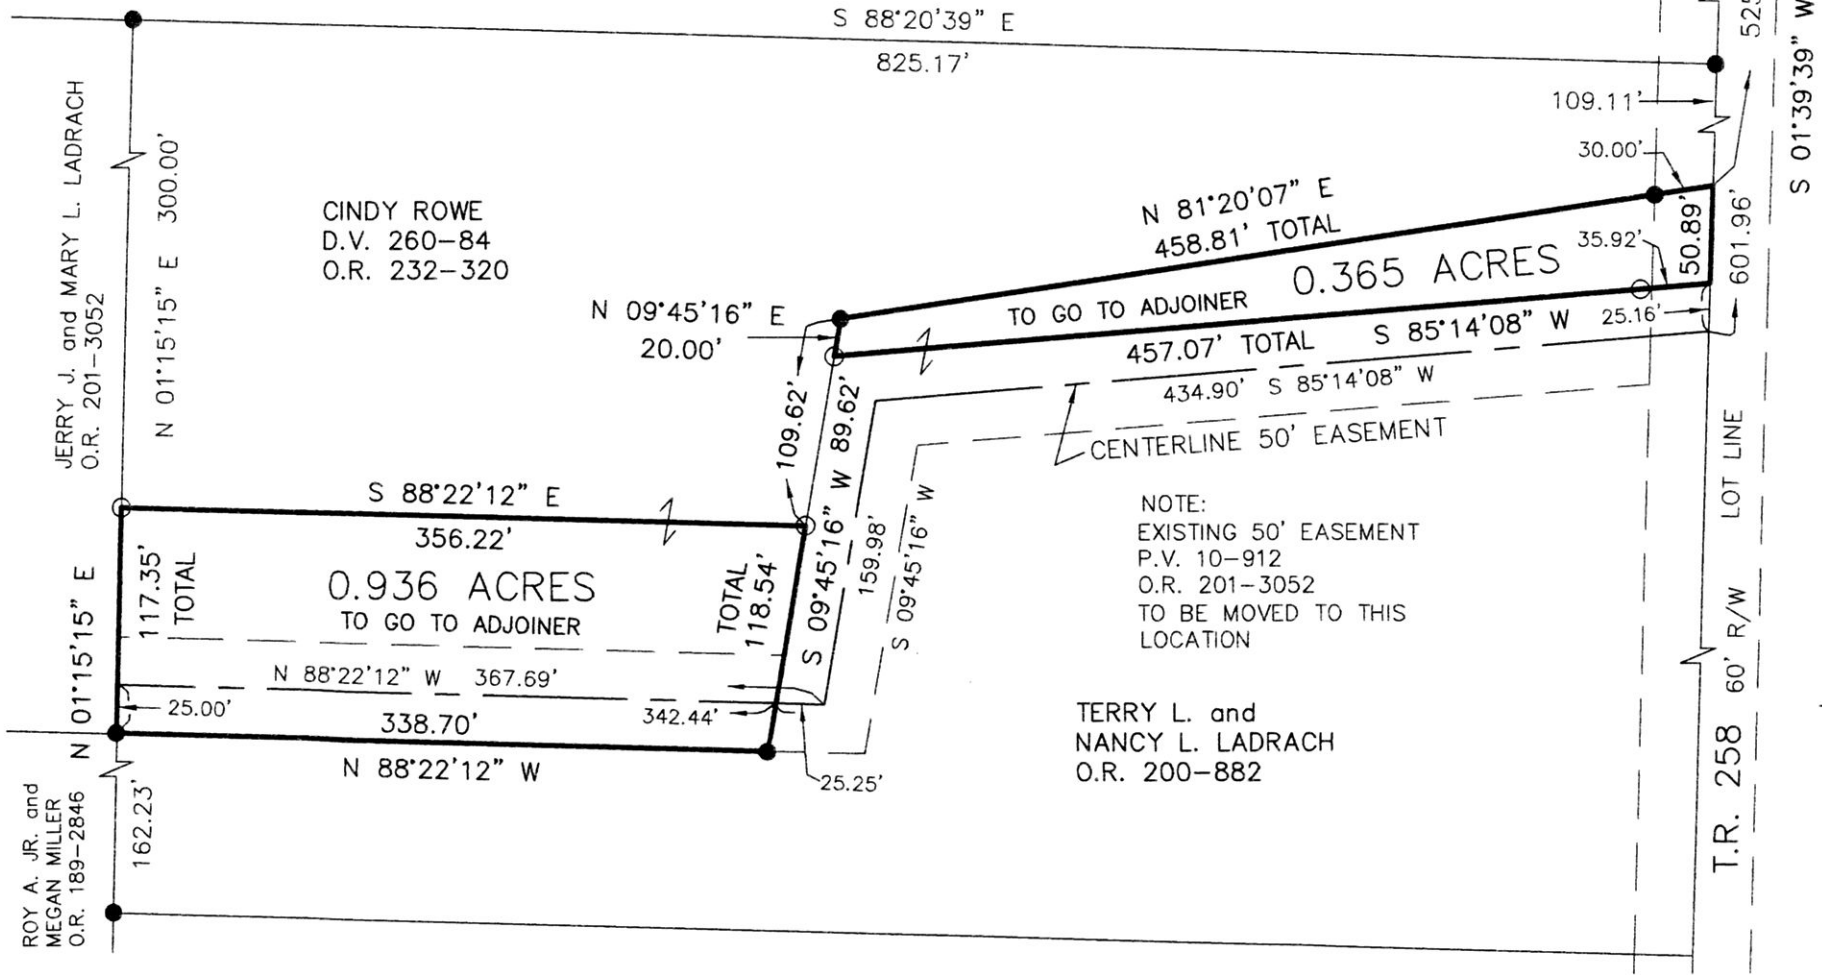 S 88°20'39" E
825.17'
525
S 01°39'39" W
109.11'
30.00'
JERRY J. and MARY L. LADRACH
O.R. 201-3052
N 01°15'15" E 300.00'
CINDY ROWE
D.V. 260-84
O.R. 232-320
N 81°20'07" E
458.81' TOTAL
35.92'
50.89'
601.96'
0.365 ACRES
TO GO TO ADJOINER
N 09°45'16" E
20.00'
25.16'
457.07' TOTAL S 85°14'08" W
434.90' S 85°14'08" W
CENTERLINE 50' EASEMENT
109.62'
S 09°45'16" W 89.62'
159.98'
S 09°45'16" W
S 88°22'12" E
356.22'
117.35'
TOTAL
0.936 ACRES
TO GO TO ADJOINER
TOTAL
118.54'
N 01°15'15" E
N 88°22'12" W 367.69'
25.00'
342.44'
338.70'
N 88°22'12" W
25.25'
NOTE:
EXISTING 50' EASEMENT
P.V. 10-912
O.R. 201-3052
TO BE MOVED TO THIS
LOCATION
TERRY L. and
NANCY L. LADRACH
O.R. 200-882
LOT LINE
T.R. 258 60' R/W
ROY A. JR. and
MEGAN MILLER
O.R. 189-2846
162.23'